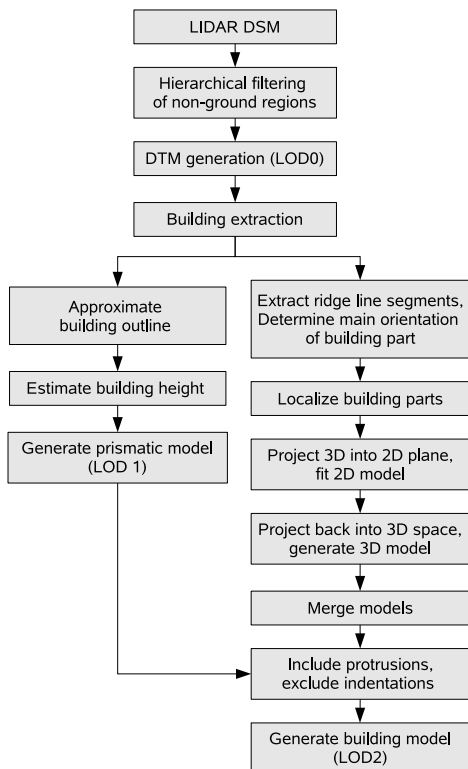 LIDAR DSM
Hierarchical filtering
of non-ground regions
DTM generation (LOD0)
Building extraction
Approximate
building outline
Estimate building height
Generate prismatic model
(LOD 1)
Extract ridge line segments,
Determine main orientation
of building part
Localize building parts
Project 3D into 2D plane,
fit 2D model
Project back into 3D space,
generate 3D model
Merge models
Include protrusions,
exclude indentations
Generate building model
(LOD2)